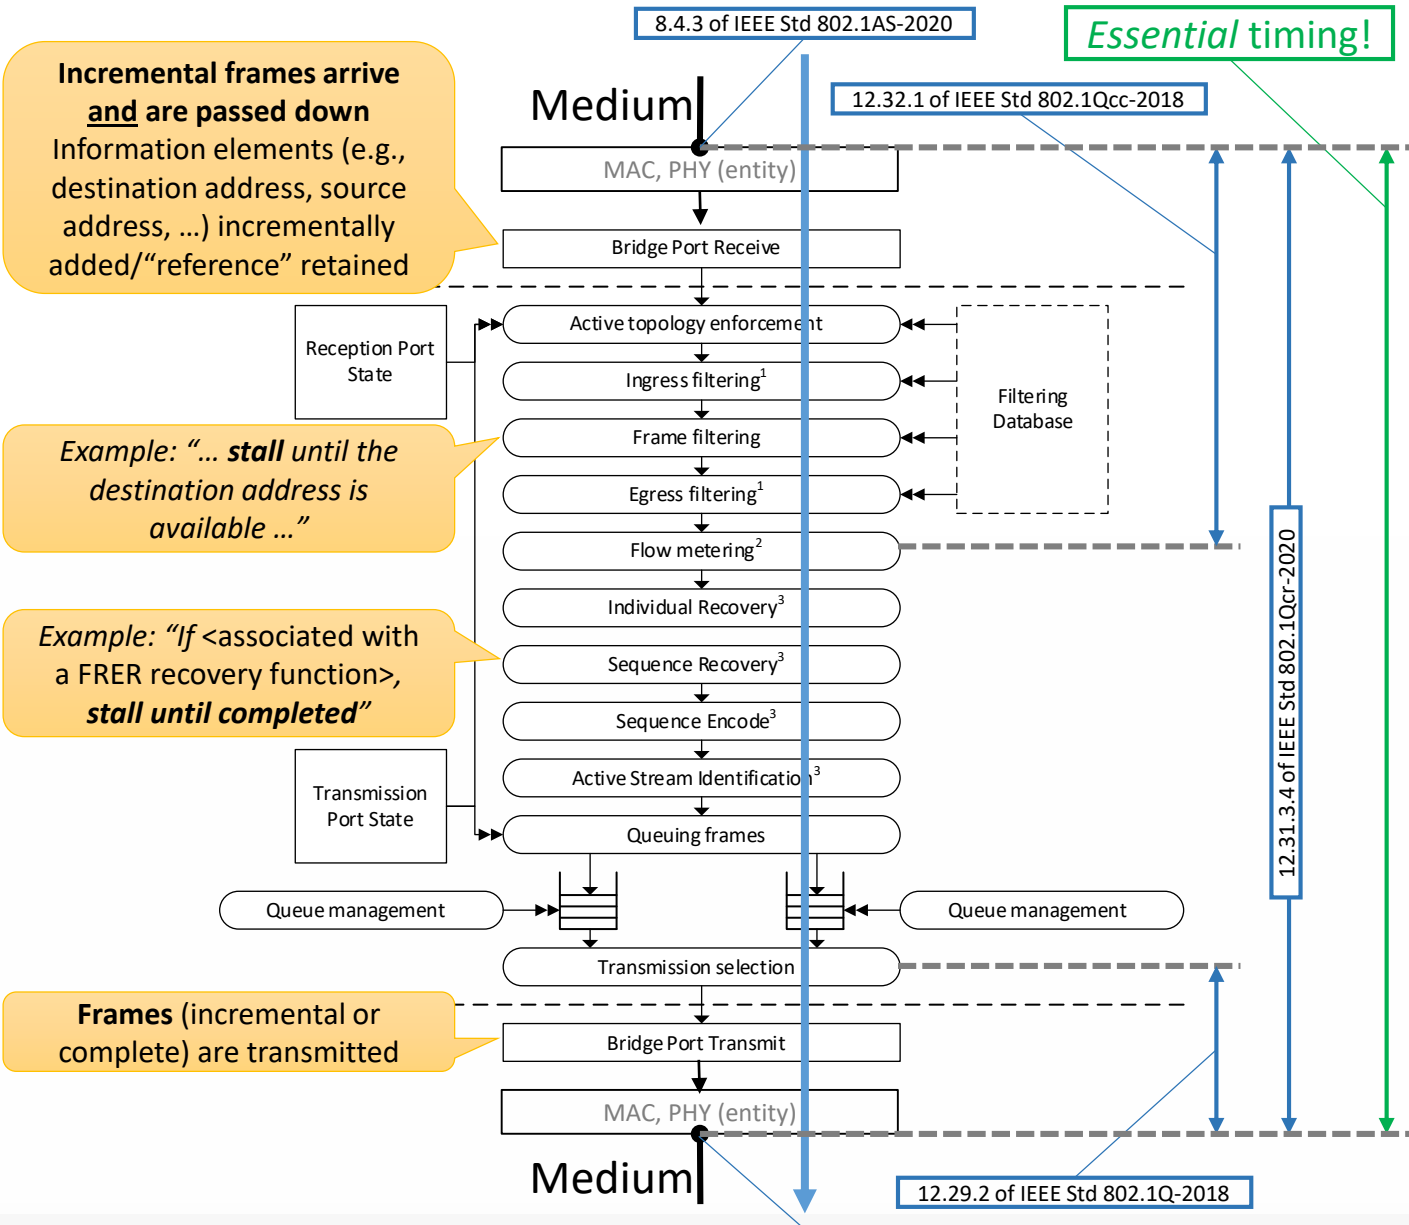 8.4.3 of IEEE Std 802.1AS-2020
Essential timing!
Incremental frames arrive
and are passed down
Information elements (e.g.,
destination address, source
address, …) incrementally
added/“reference” retained
Medium
12.32.1 of IEEE Std 802.1Qcc-2018
MAC, PHY (entity)
Bridge Port Receive
Active topology enforcement
Reception Port
State
Ingress filtering1
Filtering
Database
Frame filtering
Example: “… stall until the
destination address is
available …”
Egress filtering1
Flow metering2
Individual Recovery3
Example: “If <associated with
a FRER recovery function>,
stall until completed”
Sequence Recovery3
Sequence Encode3
12.31.3.4 of IEEE Std 802.1Qcr-2020
Active Stream Identification3
Transmission
Port State
Queuing frames
Queue management
Queue management
Transmission selection
Frames (incremental or
complete) are transmitted
Bridge Port Transmit
MAC, PHY (entity)
Medium
12.29.2 of IEEE Std 802.1Q-2018